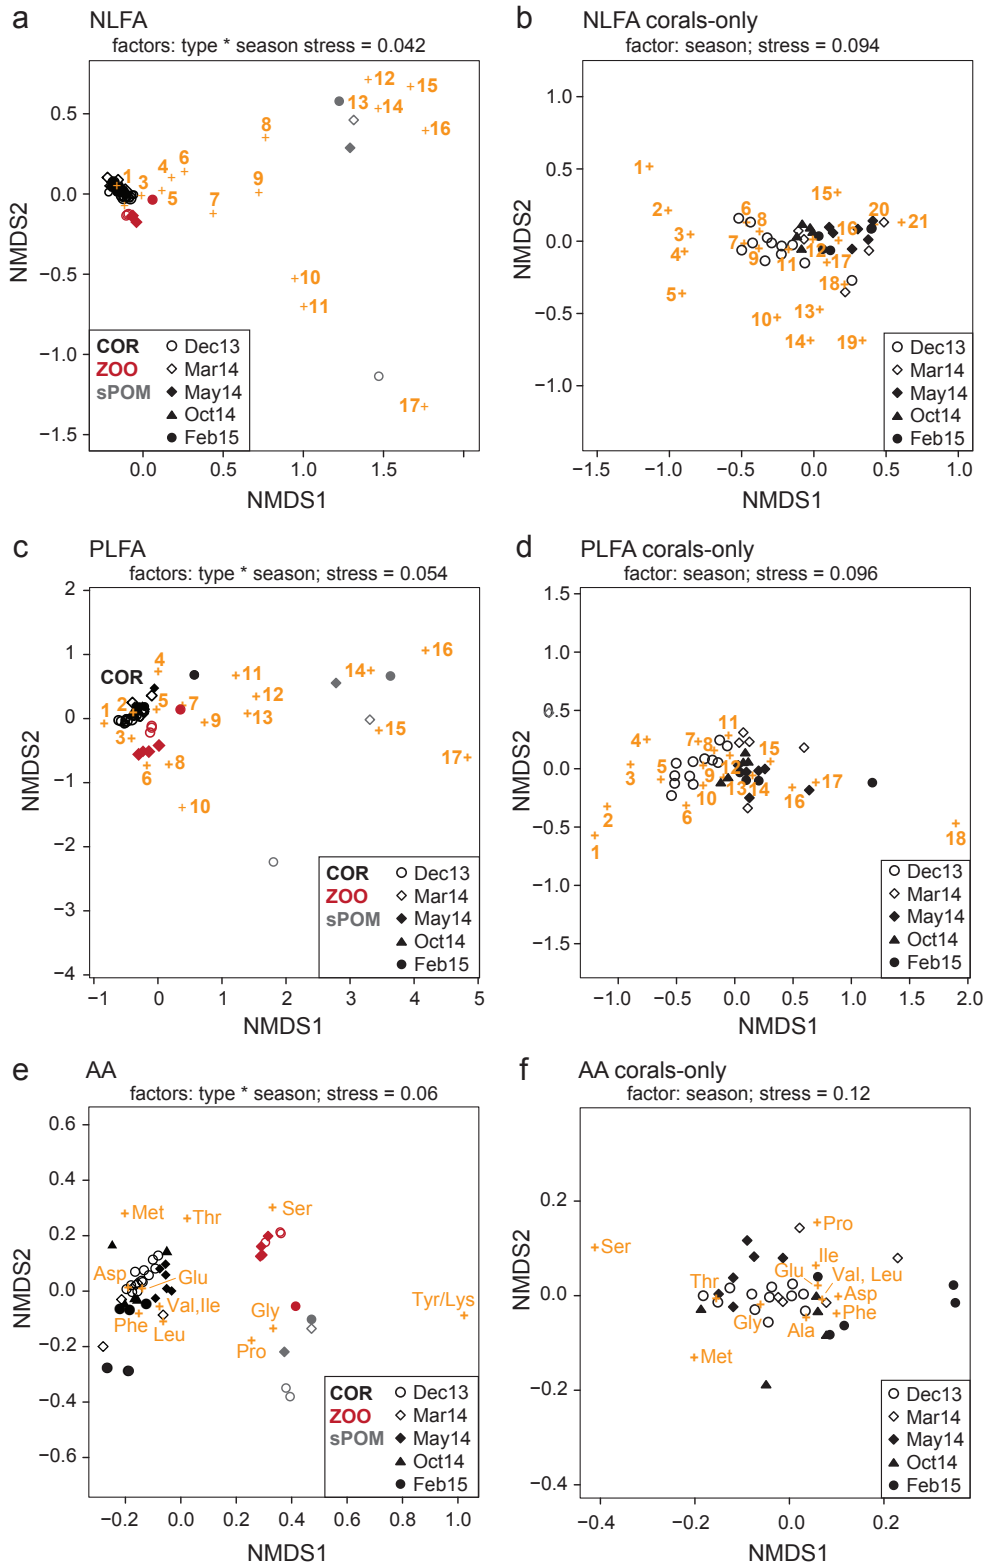 a NLFA
factors: type * season stress = 0.042
NMDS2
0.5
0.0
−0.5
−1.0
−1.5
1
3
4
5
6
7
8
9
10
11
12
13
14
15
16
17
COR
ZOO
sPOM
Dec13
Mar14
May14
Oct14
Feb15
0.0 0.5 1.0 1.5
NMDS1
b NLFA corals-only
factor: season; stress = 0.094
NMDS2
1.0
0.5
0.0
−0.5
−1.0
1
2
3
4
5
6
7
8
9
10
11
12
13
14
15
16
17
18
19
20
21
7
Dec13
Mar14
May14
Oct14
Feb15
−1.5 −1.0 −0.5 0.0 0.5 1.0
NMDS1
c PLFA
factors: type * season; stress = 0.054
NMDS2
2
1
0
−1
−2
−3
−4
COR
1
2
3
4
5
6
7
8
9
10
11
12
13
14
15
16
17
COR
ZOO
sPOM
Dec13
Mar14
May14
Oct14
Feb15
−1 0 1 2 3 4 5
NMDS1
d PLFA corals-only
factor: season; stress = 0.096
NMDS2
1.5
1.0
0.5
0.0
−0.5
−1.0
−1.5
1
2
3
4
5
6
7
8
9
10
11
12
13
14
15
16
17
18
Dec13
Mar14
May14
Oct14
Feb15
−1.0 −0.5 0.0 0.5 1.0 1.5 2.0
NMDS1
e AA
factors: type * season; stress = 0.06
NMDS2
0.6
0.4
0.2
0.0
−0.2
−0.4
−0.6
Met
Thr
Ser
Asp
Glu
Val,Ile
Phe
Leu
Gly
Pro
Tyr/Lys
COR
ZOO
sPOM
Dec13
Mar14
May14
Oct14
Feb15
−0.2 0.0 0.2 0.4 0.6 0.8 1.0
NMDS1
f AA corals-only
factor: season; stress = 0.12
NMDS2
0.2
0.0
−0.2
−0.4
Ser
Pro
Ile
Glu
Val, Leu
Thr
Asp
Gly
Phe
Ala
Met
Dec13
Mar14
May14
Oct14
Feb15
−0.4 −0.2 0.0 0.2
NMDS1